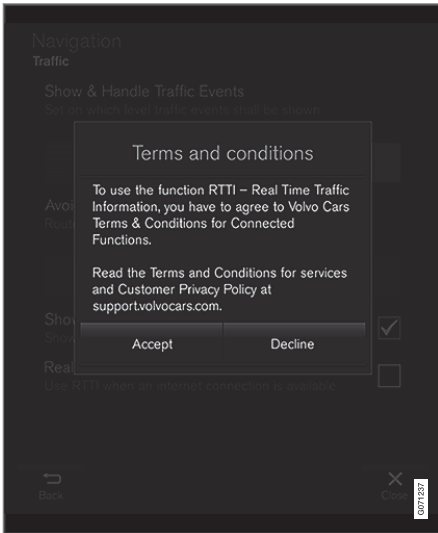 Navigation
Traffic
Show & Handle Traffic Events
Set on which level traffic events shall be shown
Terms and conditions
To use the function RTTI – Real Time Traffic
Information, you have to agree to Volvo Cars
Terms & Conditions for Connected
Functions.
Read the Terms and Conditions for services
and Customer Privacy Policy at
support.volvocars.com.
Accept
Decline
Use RTTI when an internet connection is available
Back
Close
G071237